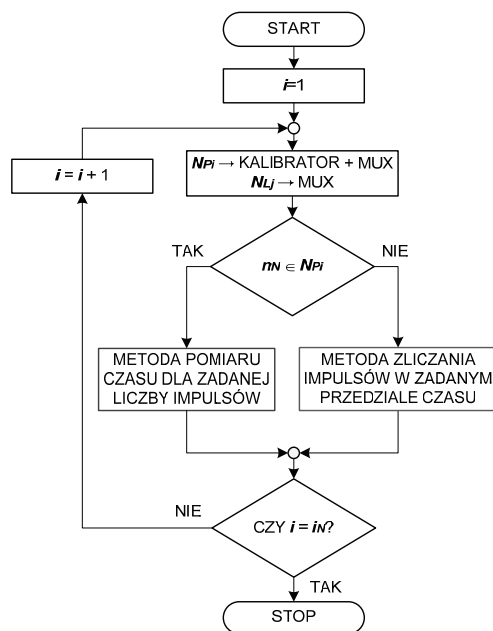 START
i=1
i = i + 1
NPi → KALIBRATOR + MUX
NLj → MUX
TAK
NIE
nN ∈ NPi
METODA POMIARU
CZASU DLA ZADANEJ
LICZBY IMPULSÓW
METODA ZLICZANIA
IMPULSÓW W ZADANYM
PRZEDZIALE CZASU
NIE
CZY i = iN?
TAK
STOP